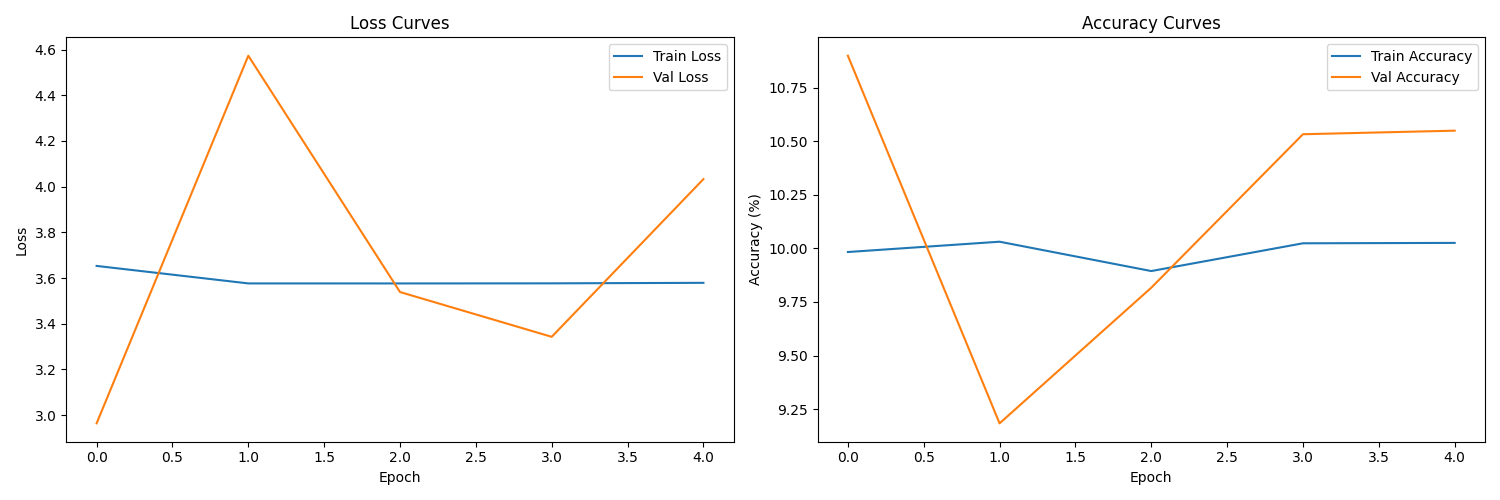 Loss Curves
Train Loss
Val Loss
4.6
4.4
4.2
4.0
3.8
3.6
3.4
3.2
3.0
Loss
0.0 0.5 1.0 1.5 2.0 2.5 3.0 3.5 4.0
Epoch
Accuracy Curves
Train Accuracy
Val Accuracy
10.75
10.50
10.25
10.00
9.75
9.50
9.25
Accuracy (%)
0.0 0.5 1.0 1.5 2.0 2.5 3.0 3.5 4.0
Epoch